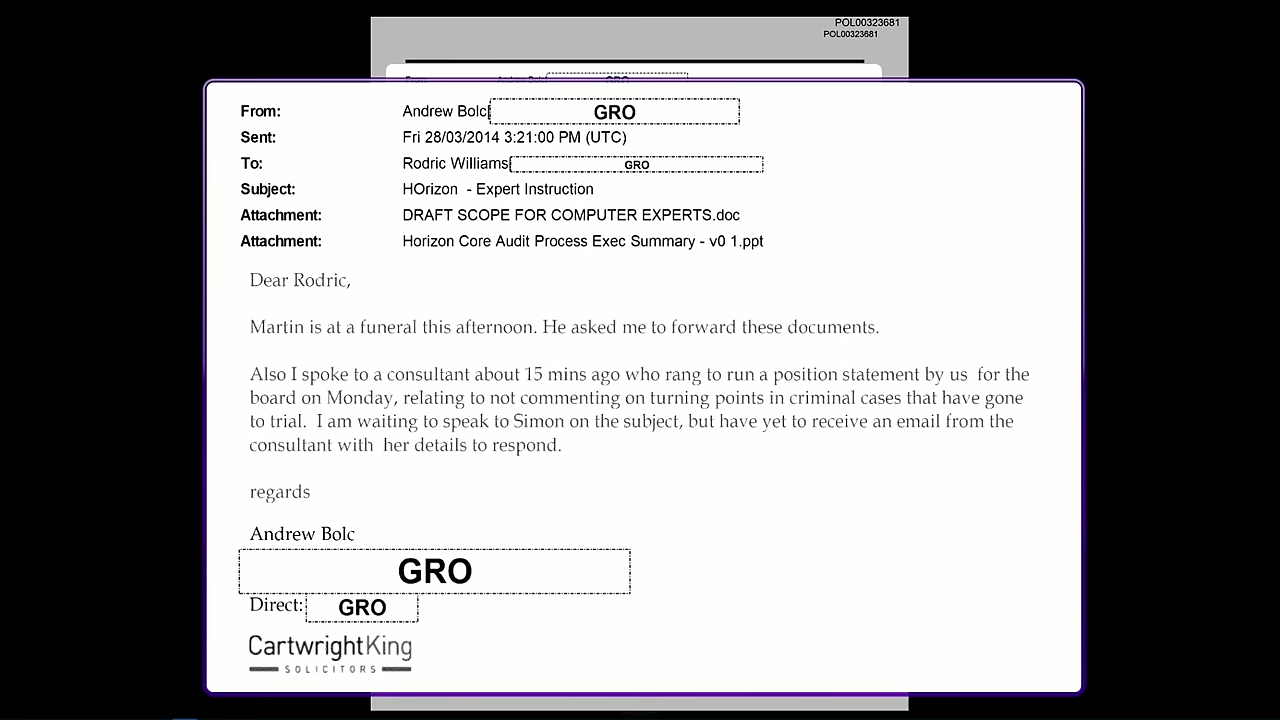 POL00323681
POL00323681
From: Andrew Bolc GRO
Sent: Fri 28/03/2014 3:21:00 PM (UTC)
To: Rodric Williams GRO
Subject: HOrizon - Expert Instruction
Attachment: DRAFT SCOPE FOR COMPUTER EXPERTS.doc
Attachment: Horizon Core Audit Process Exec Summary - v0 1.ppt
Dear Rodric,
Martin is at a funeral this afternoon. He asked me to forward these documents.
Also I spoke to a consultant about 15 mins ago who rang to run a position statement by us for the
board on Monday, relating to not commenting on turning points in criminal cases that have gone
to trial. I am waiting to speak to Simon on the subject, but have yet to receive an email from the
consultant with her details to respond.
regards
Andrew Bolc
GRO
Direct: GRO
CartwrightKing
SOLICITORS